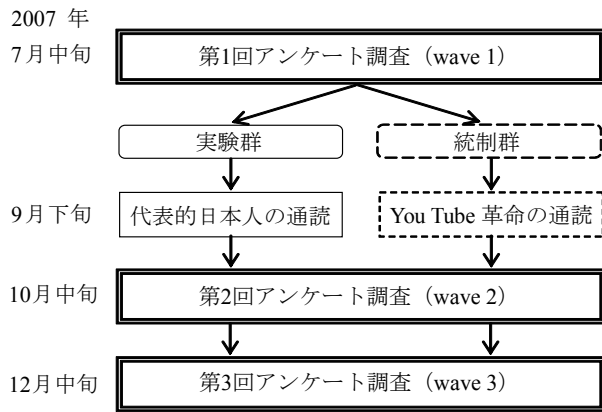 2007 年
7月中旬 第1回アンケート調査(wave 1)
実験群 統制群
9月下旬 代表的日本人の通読 You Tube 革命の通読
10月中旬 第2回アンケート調査(wave 2)
12月中旬 第3回アンケート調査(wave 3)